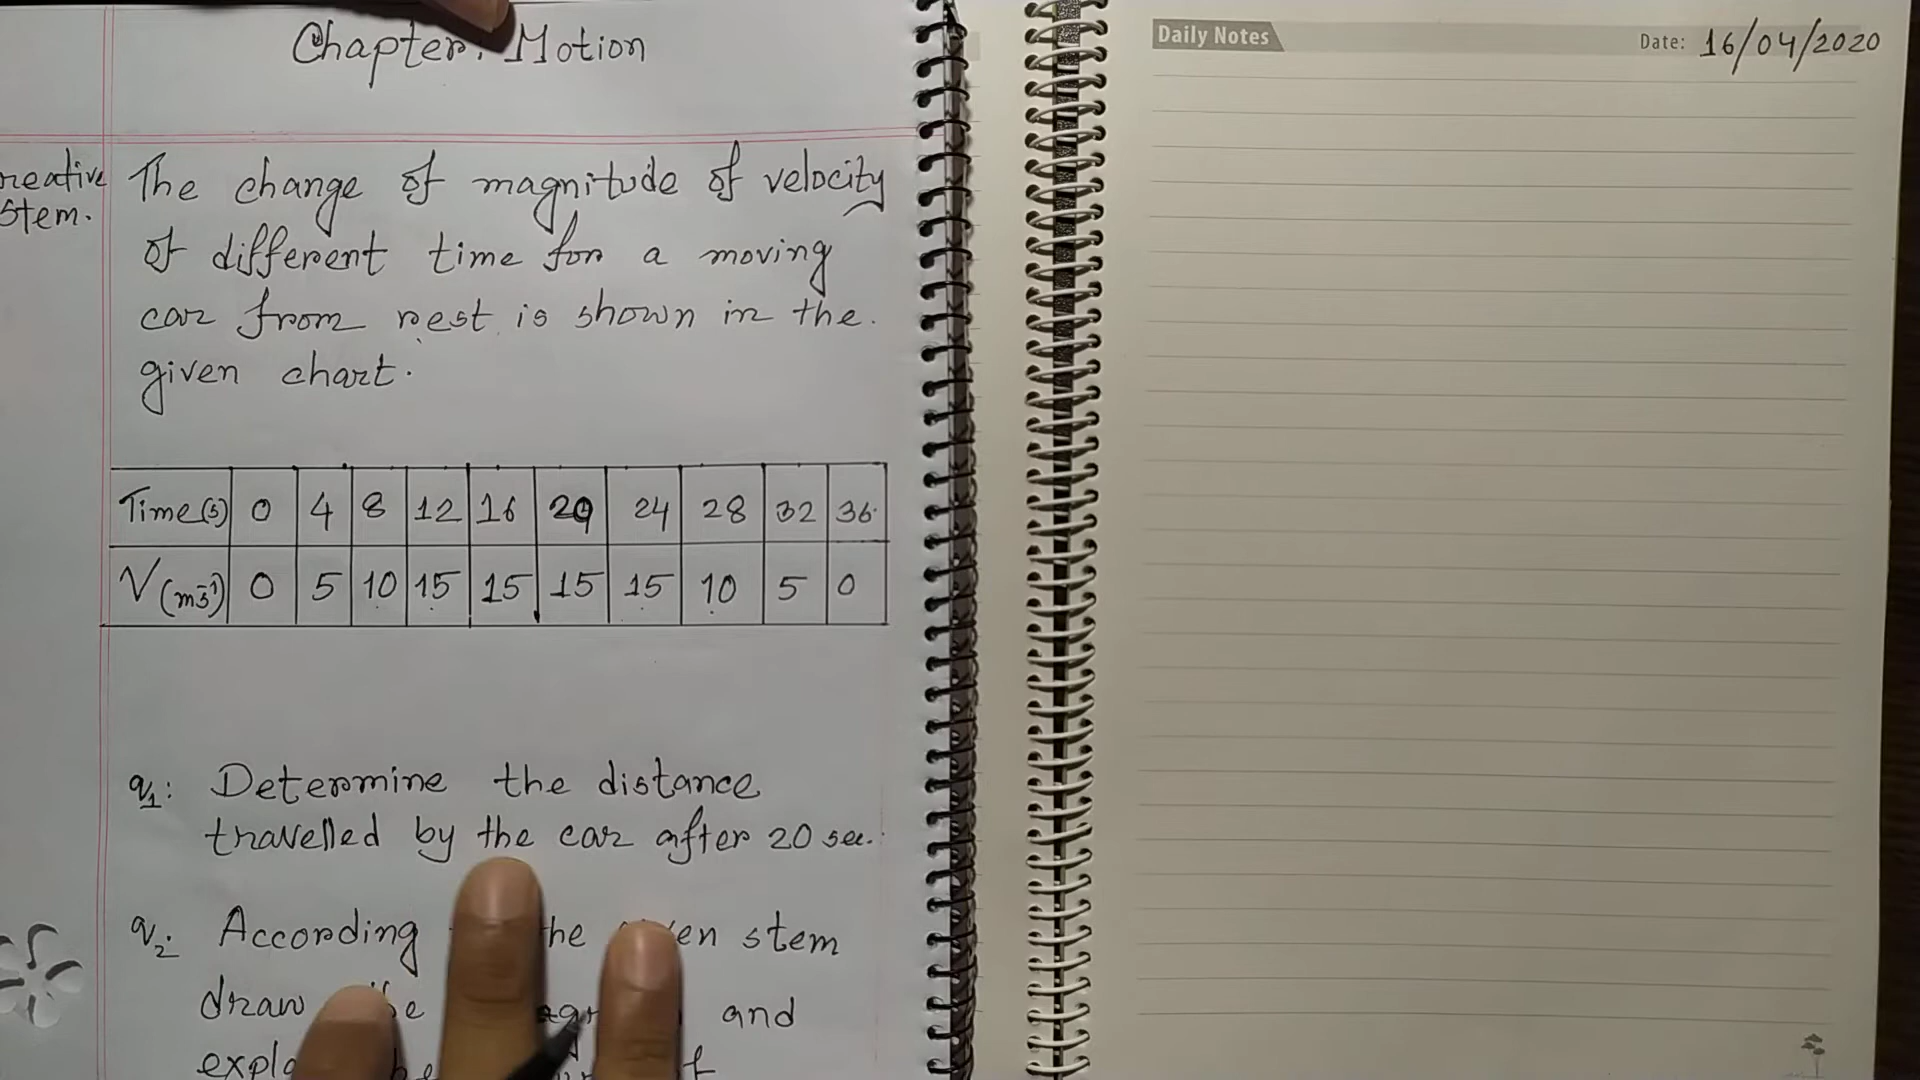 Chapter: Motion
reative
stem.
The change of magnitude of velocity
of different time for a moving
car from rest is shown in the.
given chart.
Time(s) 0 4 8 12 16 20 24 28 32 36
V(ms⁻¹) 0 5 10 15 15 15 15 10 5 0
q₁: Determine the distance
travelled by the car after 20 sec.
q₂: According the stem
draw and
Daily Notes
Date: 16/04/2020